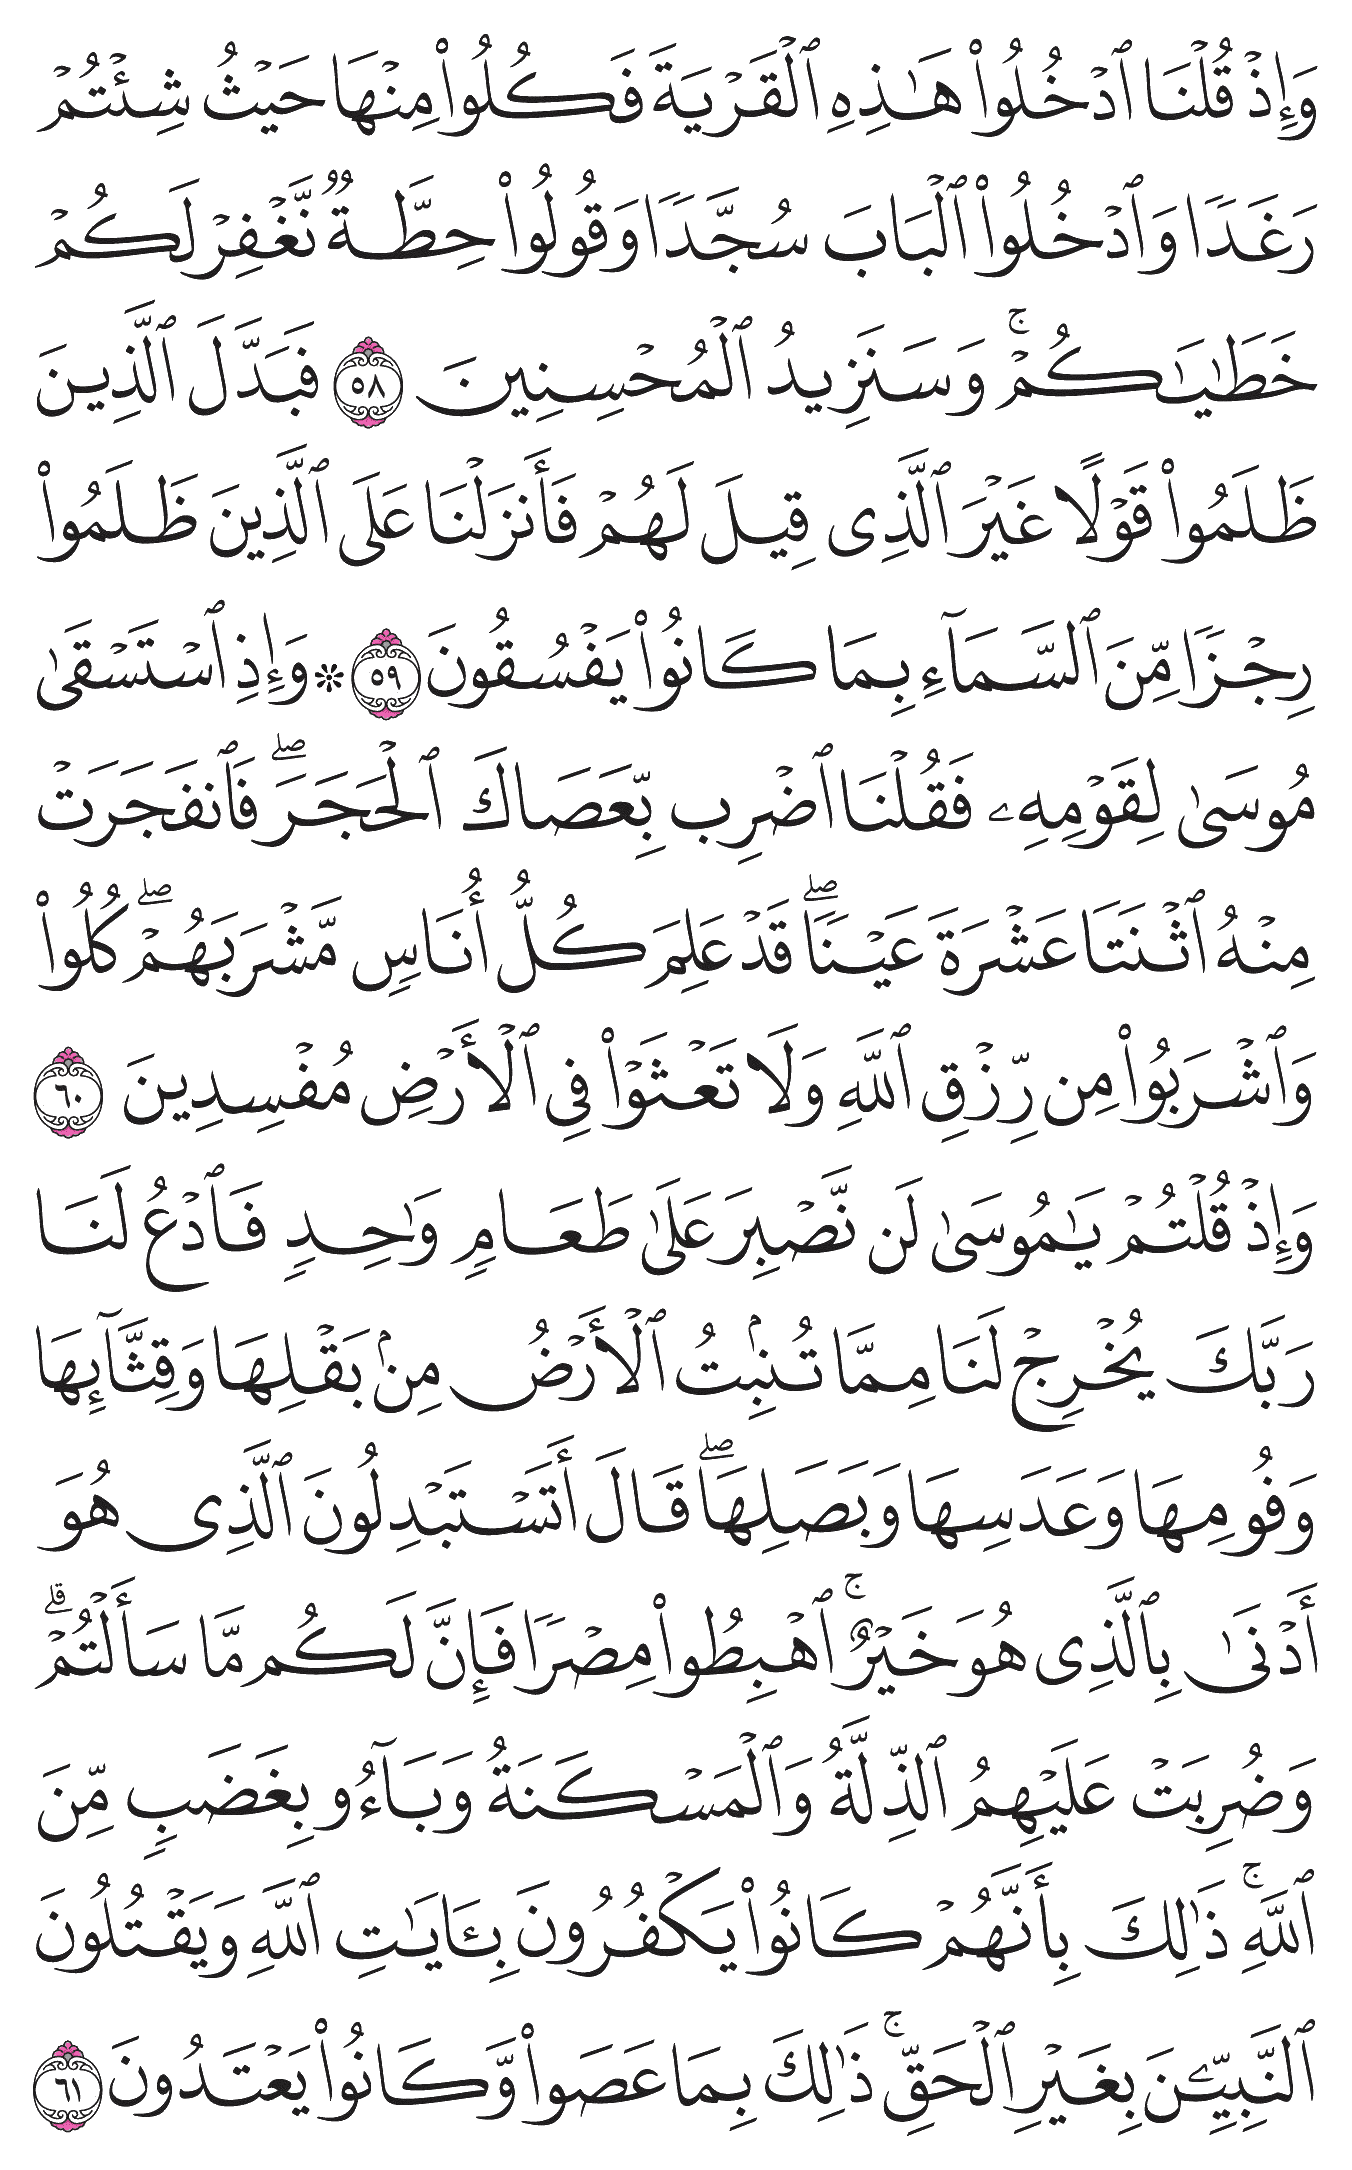 وَإِذۡ قُلۡنَا ٱدۡخُلُواْ هَٰذِهِ ٱلۡقَرۡيَةَ فَكُلُواْ مِنۡهَا حَيۡثُ شِئۡتُمۡ
رَغَدٗا وَٱدۡخُلُواْ ٱلۡبَابَ سُجَّدٗا وَقُولُواْ حِطَّةٞ نَّغۡفِرۡ لَكُمۡ
خَطَٰيَٰكُمۡۚ وَسَنَزِيدُ ٱلۡمُحۡسِنِينَ ٥٨ فَبَدَّلَ ٱلَّذِينَ
ظَلَمُواْ قَوۡلًا غَيۡرَ ٱلَّذِي قِيلَ لَهُمۡ فَأَنزَلۡنَا عَلَى ٱلَّذِينَ ظَلَمُواْ
رِجۡزٗا مِّنَ ٱلسَّمَآءِ بِمَا كَانُواْ يَفۡسُقُونَ ٥٩ ۞ وَإِذِ ٱسۡتَسۡقَىٰ
مُوسَىٰ لِقَوۡمِهِۦ فَقُلۡنَا ٱضۡرِب بِّعَصَاكَ ٱلۡحَجَرَۖ فَٱنفَجَرَتۡ
مِنۡهُ ٱثۡنَتَا عَشۡرَةَ عَيۡنٗاۖ قَدۡ عَلِمَ كُلُّ أُنَاسٖ مَّشۡرَبَهُمۡۖ كُلُواْ
وَٱشۡرَبُواْ مِن رِّزۡقِ ٱللَّهِ وَلَا تَعۡثَوۡاْ فِي ٱلۡأَرۡضِ مُفۡسِدِينَ ٦٠
وَإِذۡ قُلۡتُمۡ يَٰمُوسَىٰ لَن نَّصۡبِرَ عَلَىٰ طَعَامٖ وَٰحِدٖ فَٱدۡعُ لَنَا
رَبَّكَ يُخۡرِجۡ لَنَا مِمَّا تُنۢبِتُ ٱلۡأَرۡضُ مِنۢ بَقۡلِهَا وَقِثَّآئِهَا
وَفُومِهَا وَعَدَسِهَا وَبَصَلِهَاۖ قَالَ أَتَسۡتَبۡدِلُونَ ٱلَّذِي هُوَ
أَدۡنَىٰ بِٱلَّذِي هُوَ خَيۡرٌۚ ٱهۡبِطُواْ مِصۡرٗا فَإِنَّ لَكُم مَّا سَأَلۡتُمۡۗ
وَضُرِبَتۡ عَلَيۡهِمُ ٱلذِّلَّةُ وَٱلۡمَسۡكَنَةُ وَبَآءُو بِغَضَبٖ مِّنَ
ٱللَّهِۚ ذَٰلِكَ بِأَنَّهُمۡ كَانُواْ يَكۡفُرُونَ بِـَٔايَٰتِ ٱللَّهِ وَيَقۡتُلُونَ
ٱلنَّبِيِّـۧنَ بِغَيۡرِ ٱلۡحَقِّۚ ذَٰلِكَ بِمَا عَصَواْ وَّكَانُواْ يَعۡتَدُونَ ٦١